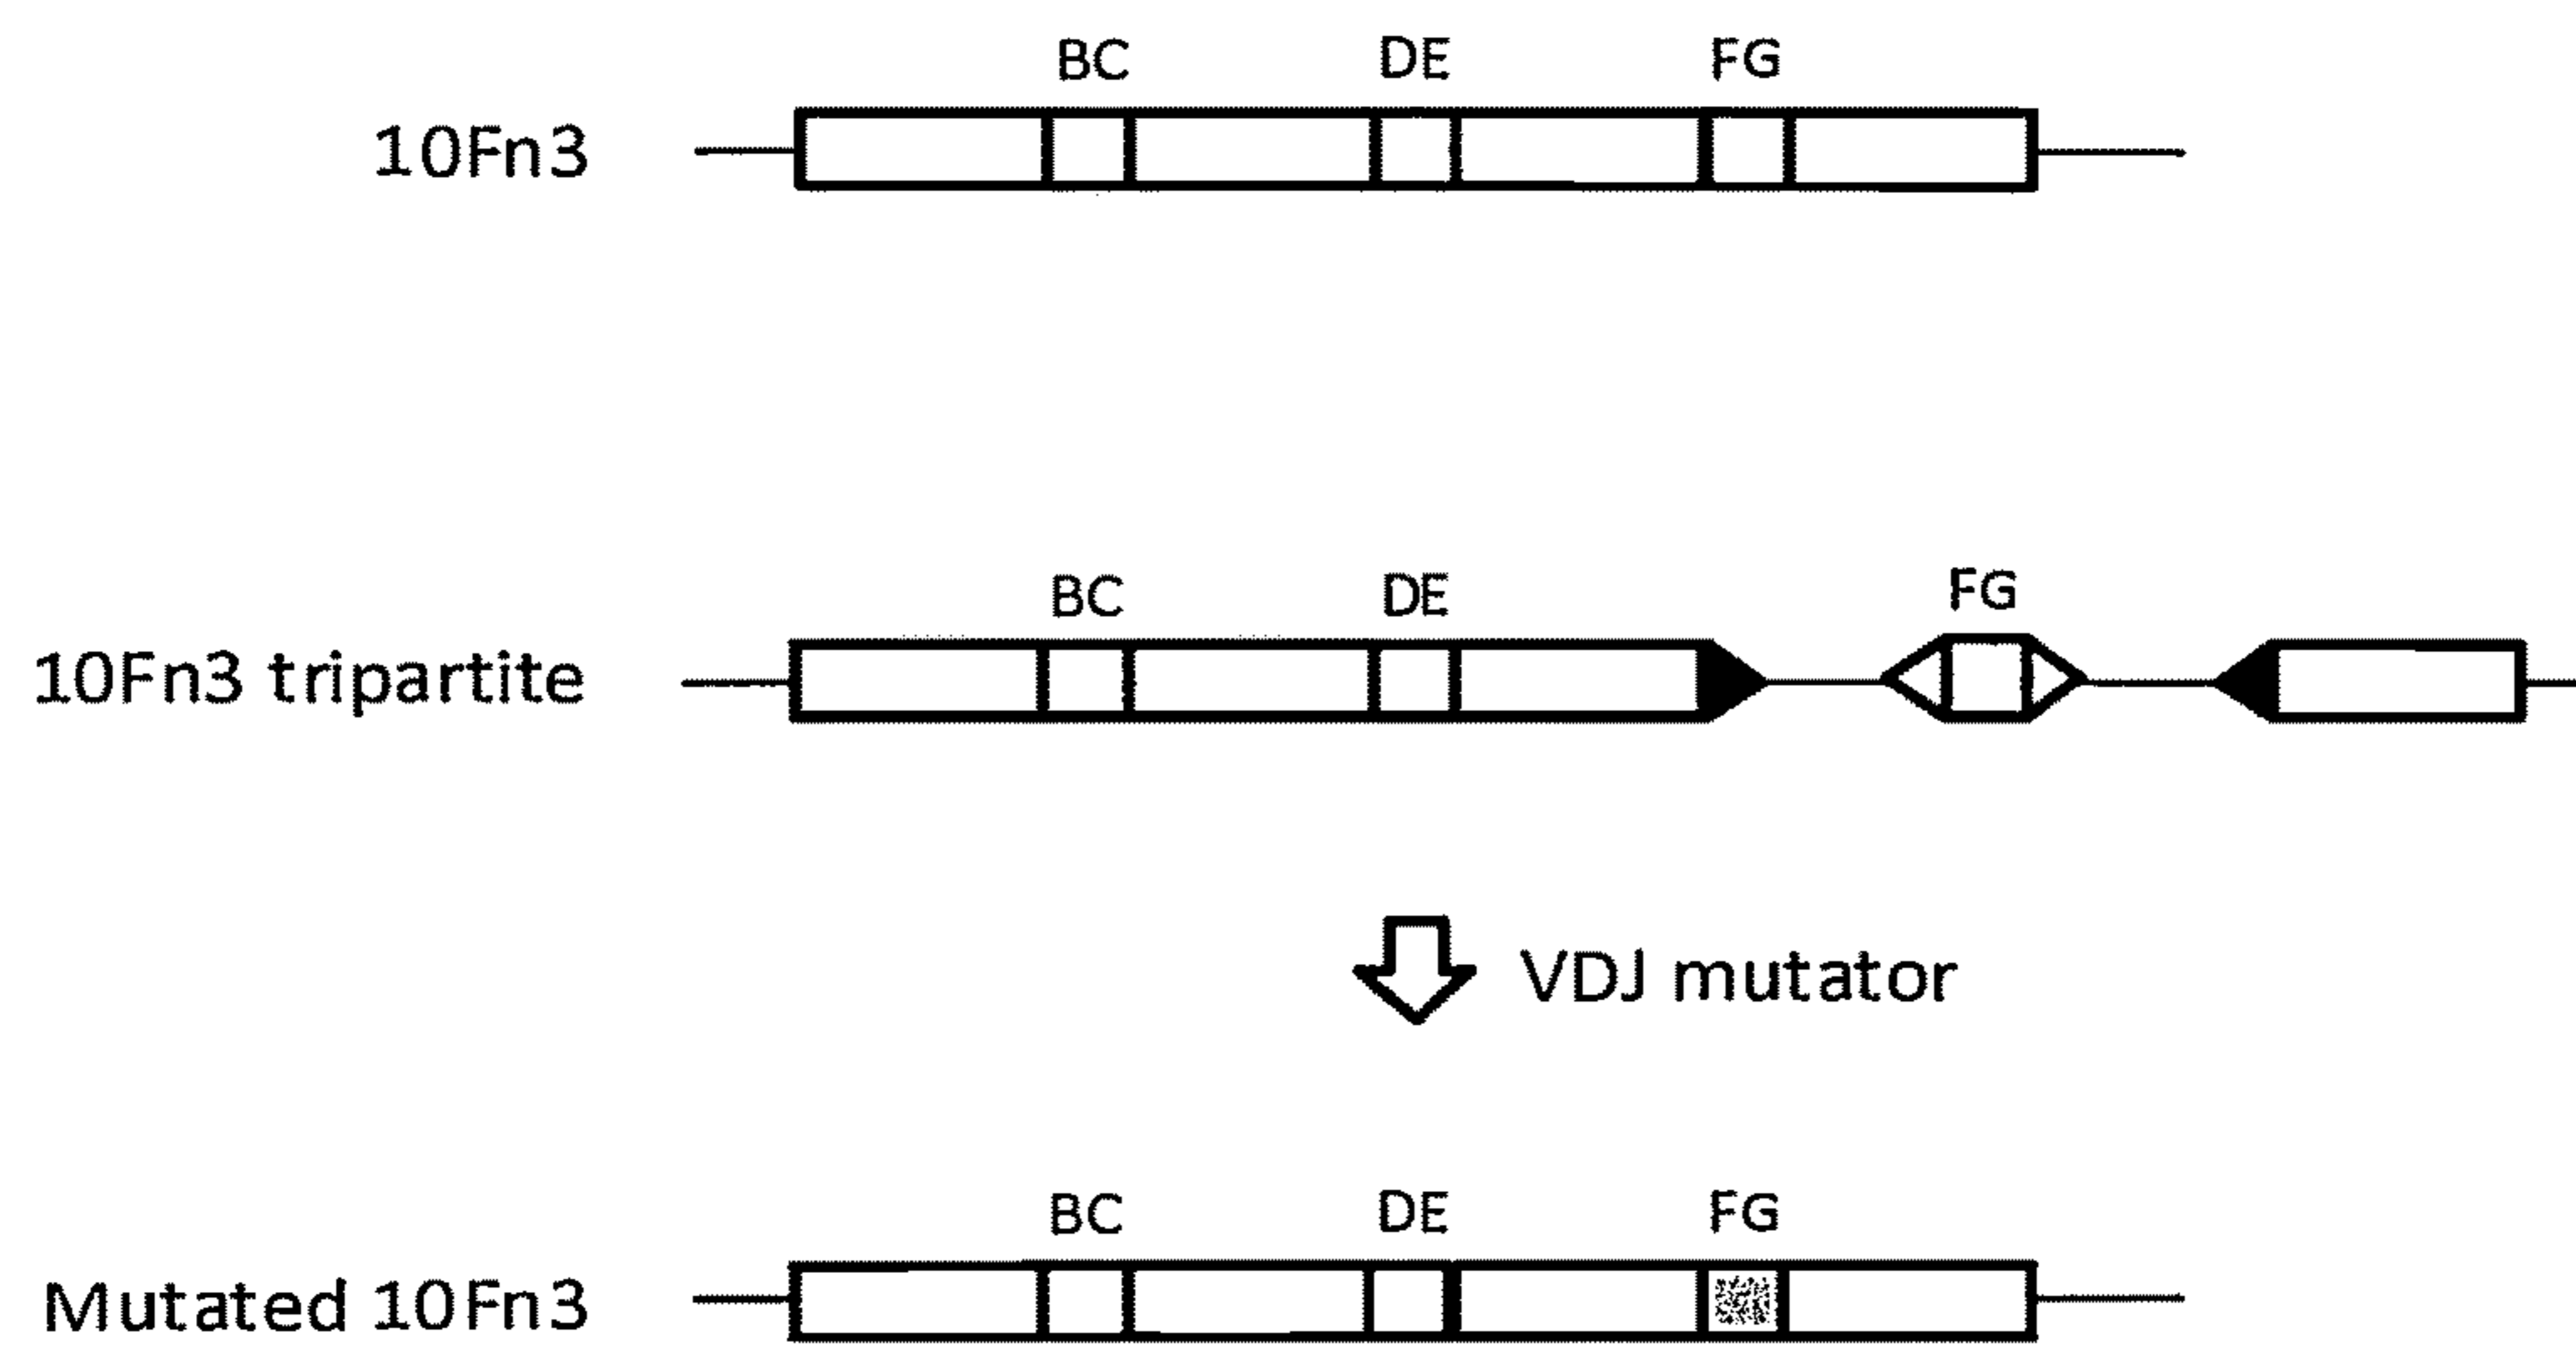 BC DE FG
10Fn3
BC DE FG
10Fn3 tripartite
VDJ mutator
BC DE FG
Mutated 10Fn3